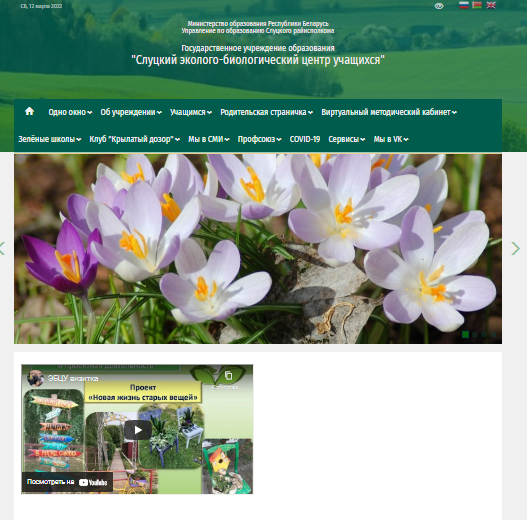 Сб, 12 марта 2022
Министерство образования Республики Беларусь
Управление по образованию Слуцкого райисполкома
Государственное учреждение образования
"Слуцкий эколого-биологический центр учащихся"
Одно окно Об учреждении Учащимся Родительская страничка Виртуальный методический кабинет
Зелёные школы Клуб "Крылатый дозор" Мы в СМИ Профсоюз COVID-19 Сервисы Мы в VK
и проектная деятельность
ЭБЦУ визитка
Проект
«Новая жизнь старых вещей»
Посмотреть на YouTube